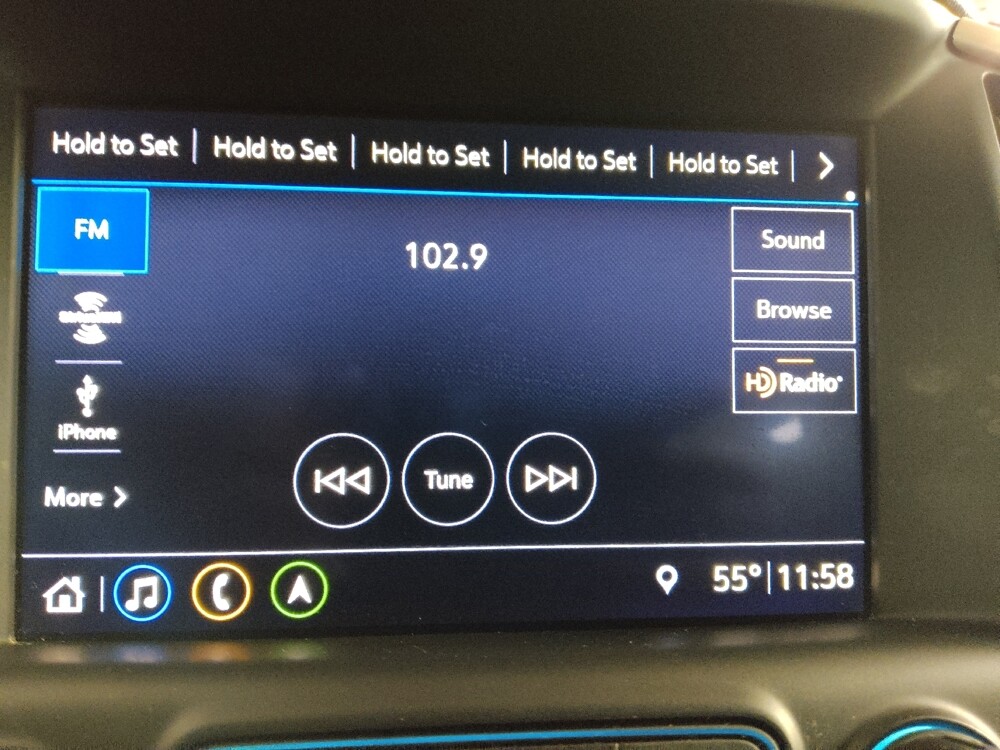 Hold to Set | Hold to Set | Hold to Set | Hold to Set | Hold to Set |
FM
102.9
Sound
SiriusXM
Browse
HD Radio®
iPhone
Tune
More
55° | 11:58